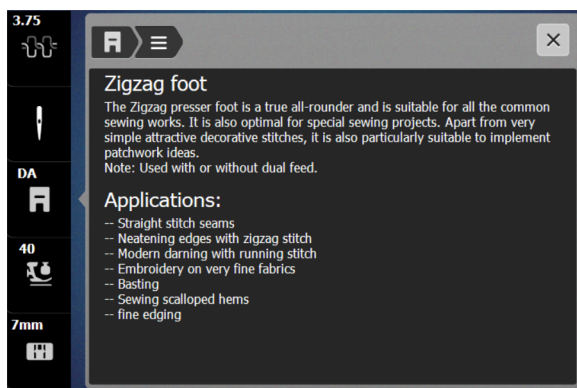 3.75
DA
40
7mm
Zigzag foot
The Zigzag presser foot is a true all-rounder and is suitable for all the common
sewing works. It is also optimal for special sewing projects. Apart from very
simple attractive decorative stitches, it is also particularly suitable to implement
patchwork ideas.
Note: Used with or without dual feed.
Applications:
-- Straight stitch seams
-- Neatening edges with zigzag stitch
-- Modern darning with running stitch
-- Embroidery on very fine fabrics
-- Basting
-- Sewing scalloped hems
-- fine edging